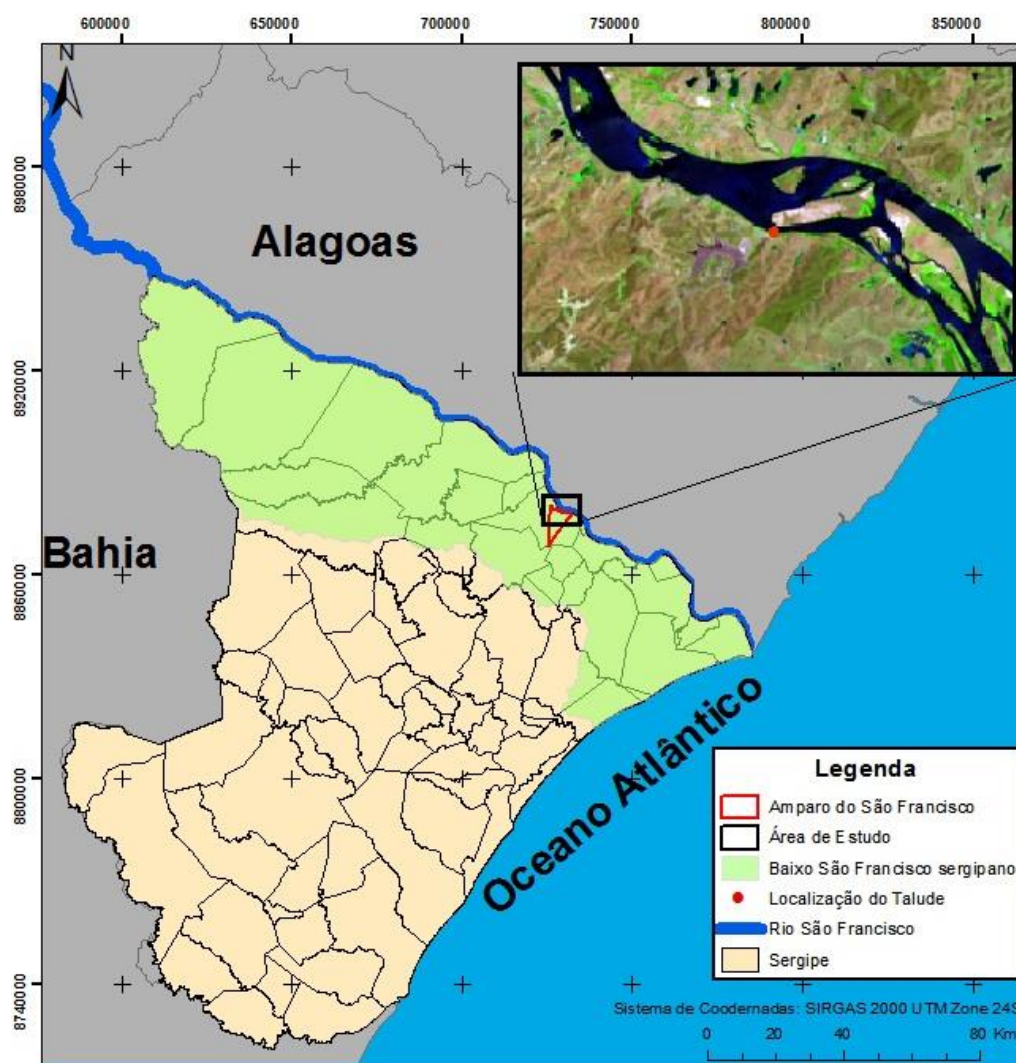 600000 650000 700000 750000 800000 850000
N
8980000
8920000
8860000
8800000
8740000
Alagoas
Bahia
Oceano Atlântico
Legenda
Amparo do São Francisco
Área de Estudo
Baixo São Francisco sergipano
Localização do Talude
Rio São Francisco
Sergipe
Sistema de Coodernadas: SIRGAS 2000 UTM Zone 24S
0 20 40 80 Km